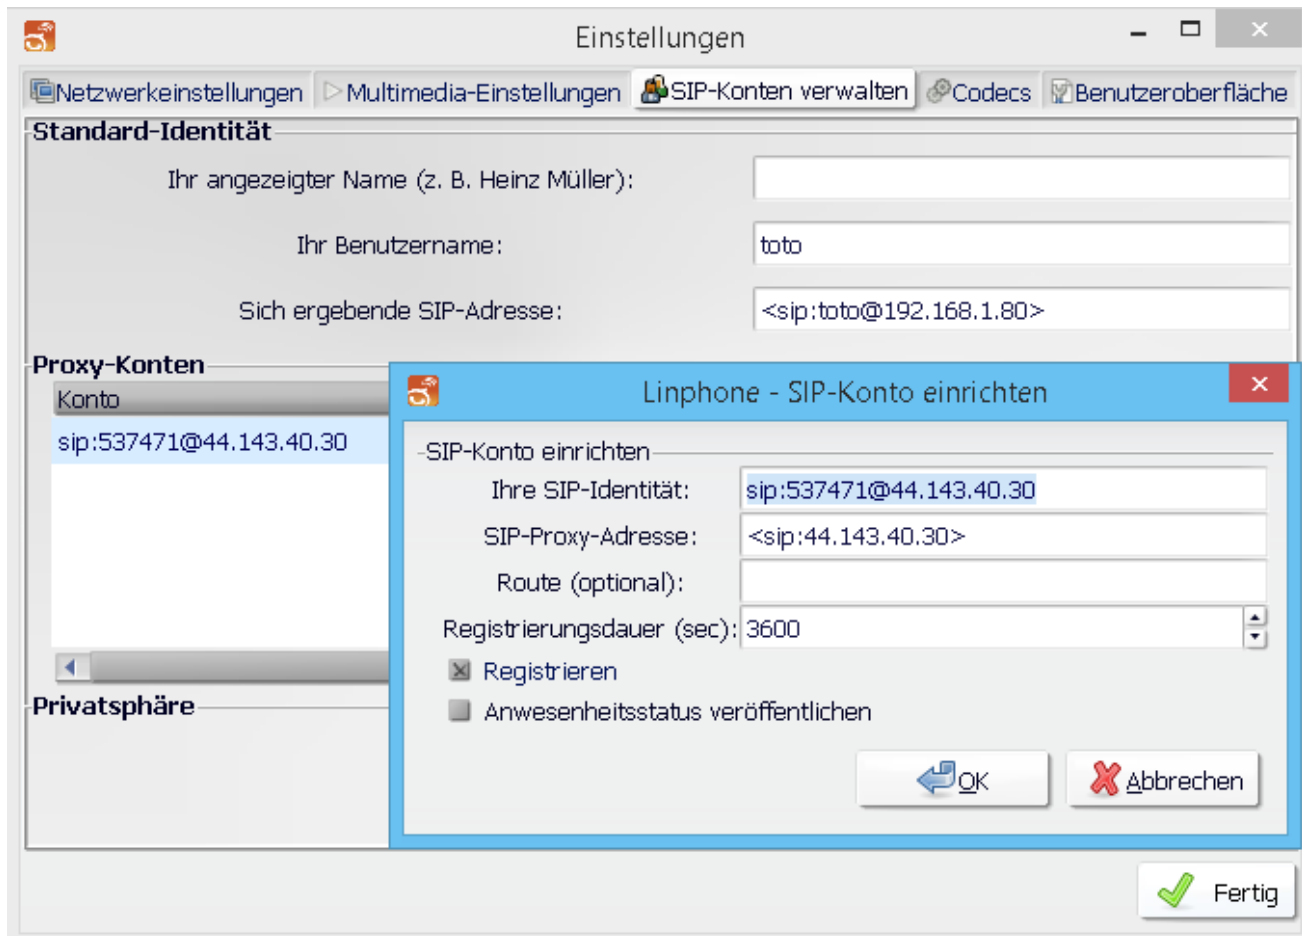 Einstellungen
Netzwerkeinstellungen Multimedia-Einstellungen SIP-Konten verwalten Codecs Benutzeroberfläche
Standard-Identität
Ihr angezeigter Name (z. B. Heinz Müller):
Ihr Benutzername: toto
Sich ergebende SIP-Adresse: <sip:toto@192.168.1.80>
Proxy-Konten
Konto
sip:537471@44.143.40.30
Privatsphäre
Linphone - SIP-Konto einrichten
SIP-Konto einrichten
Ihre SIP-Identität: sip:537471@44.143.40.30
SIP-Proxy-Adresse: <sip:44.143.40.30>
Route (optional):
Registrierungsdauer (sec): 3600
Registrieren
Anwesenheitsstatus veröffentlichen
OK Abbrechen
Fertig